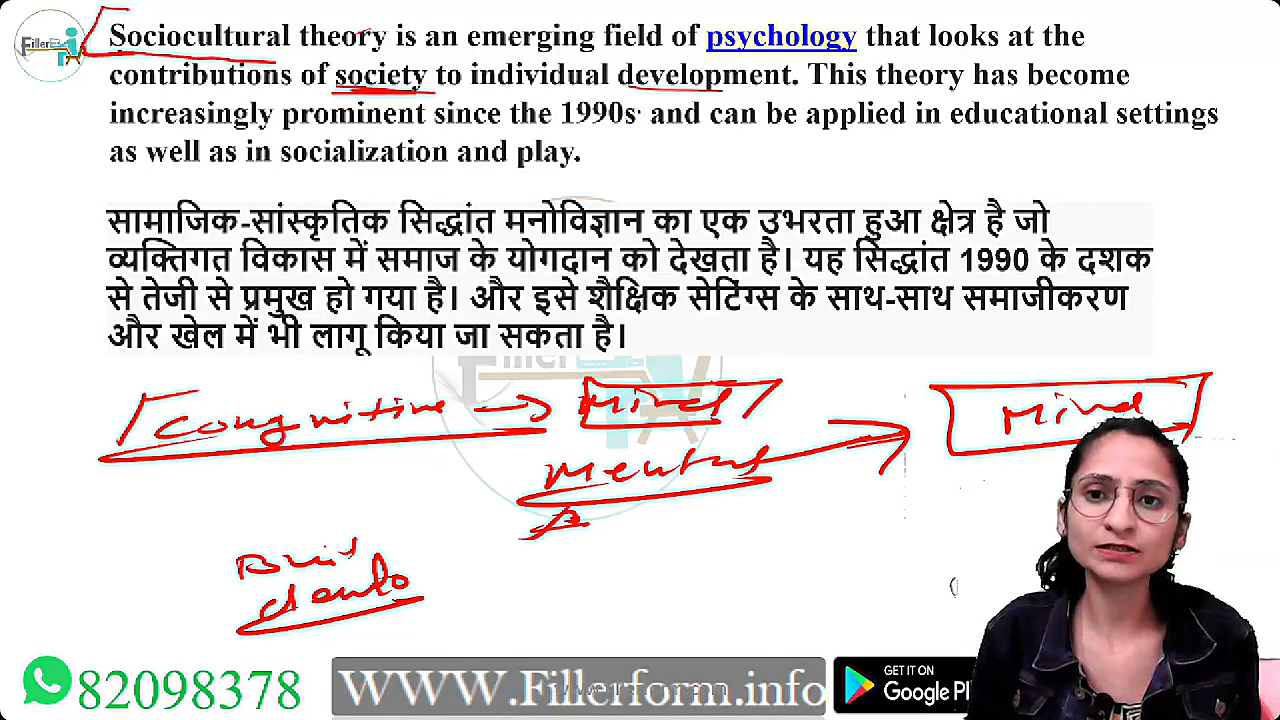 Filler
Sociocultural theory is an emerging field of psychology that looks at the
contributions of society to individual development. This theory has become
increasingly prominent since the 1990s and can be applied in educational settings
as well as in socialization and play.
सामाजिक-सांस्कृतिक सिद्धांत मनोविज्ञान का एक उभरता हुआ क्षेत्र है जो
व्यक्तिगत विकास में समाज के योगदान को देखता है। यह सिद्धांत 1990 के दशक
से तेजी से प्रमुख हो गया है। और इसे शैक्षिक सेटिंग्स के साथ-साथ समाजीकरण
और खेल में भी लागू किया जा सकता है।
Congnitive → Mind
Mind
Mental
82098378
WWW.Fillerform.info
GET IT ON
Google Pl